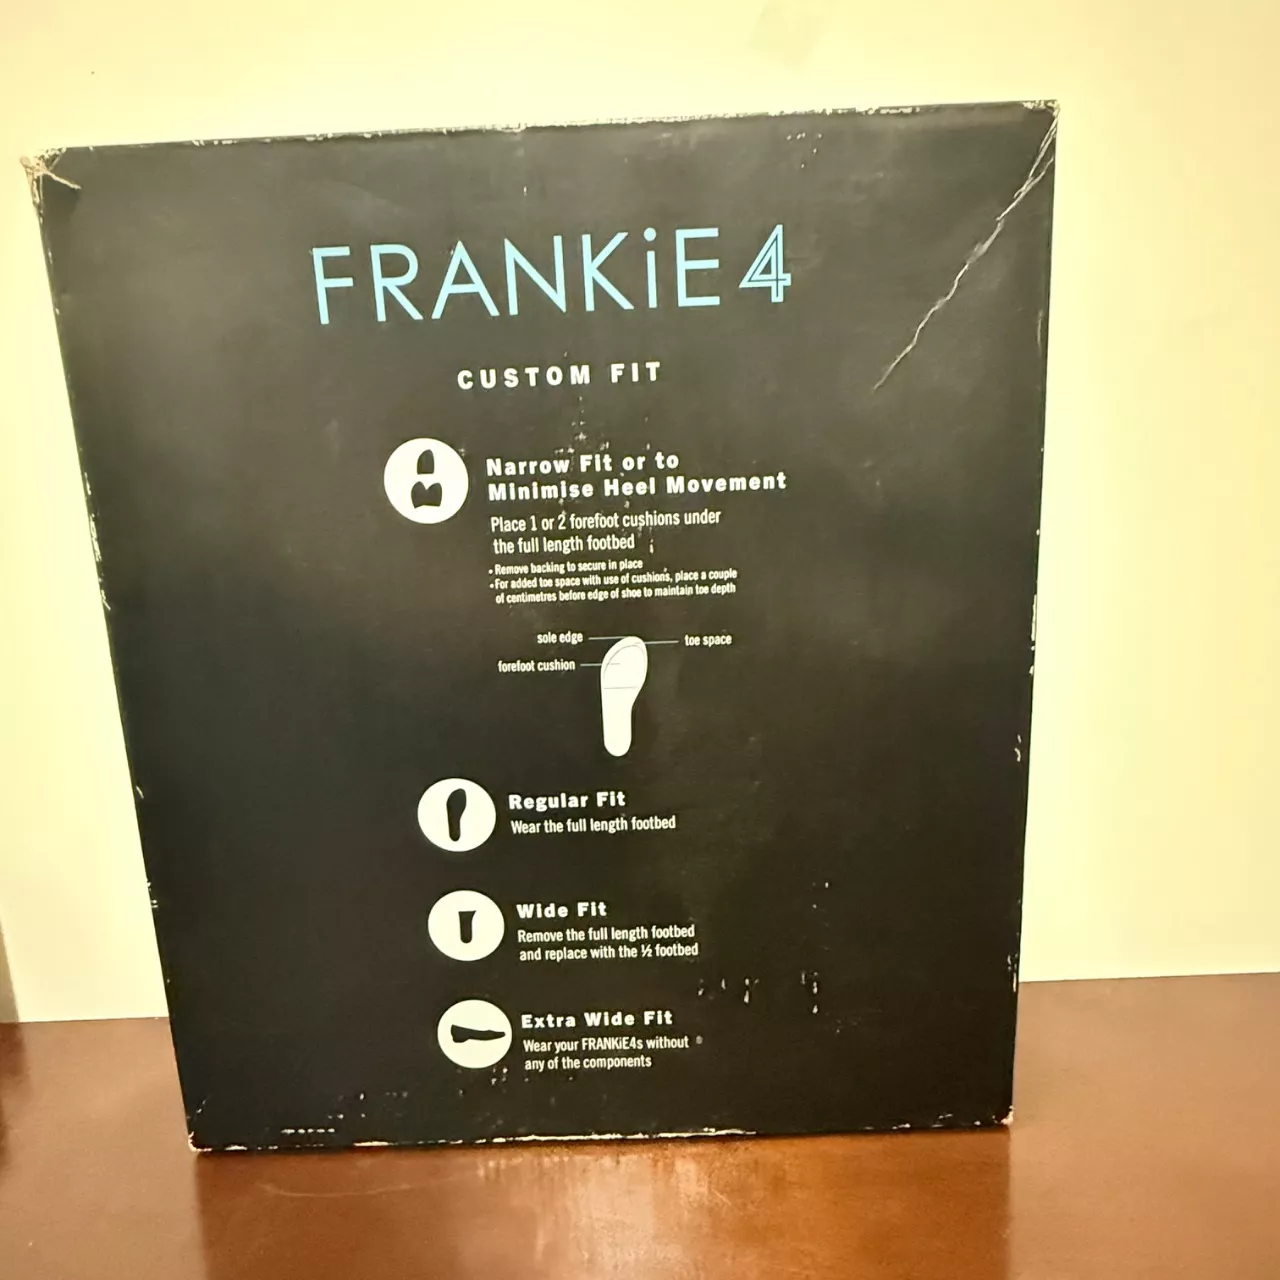 FRANKiE4
CUSTOM FIT
Narrow Fit or to
Minimise Heel Movement
Place 1 or 2 forefoot cushions under
the full length footbed
• Remove backing to secure in place
• For added toe space with use of cushions, place a couple
of centimetres before edge of shoe to maintain toe depth
sole edge
toe space
forefoot cushion
Regular Fit
Wear the full length footbed
Wide Fit
Remove the full length footbed
and replace with the ½ footbed
Extra Wide Fit
Wear your FRANKiE4s without
any of the components